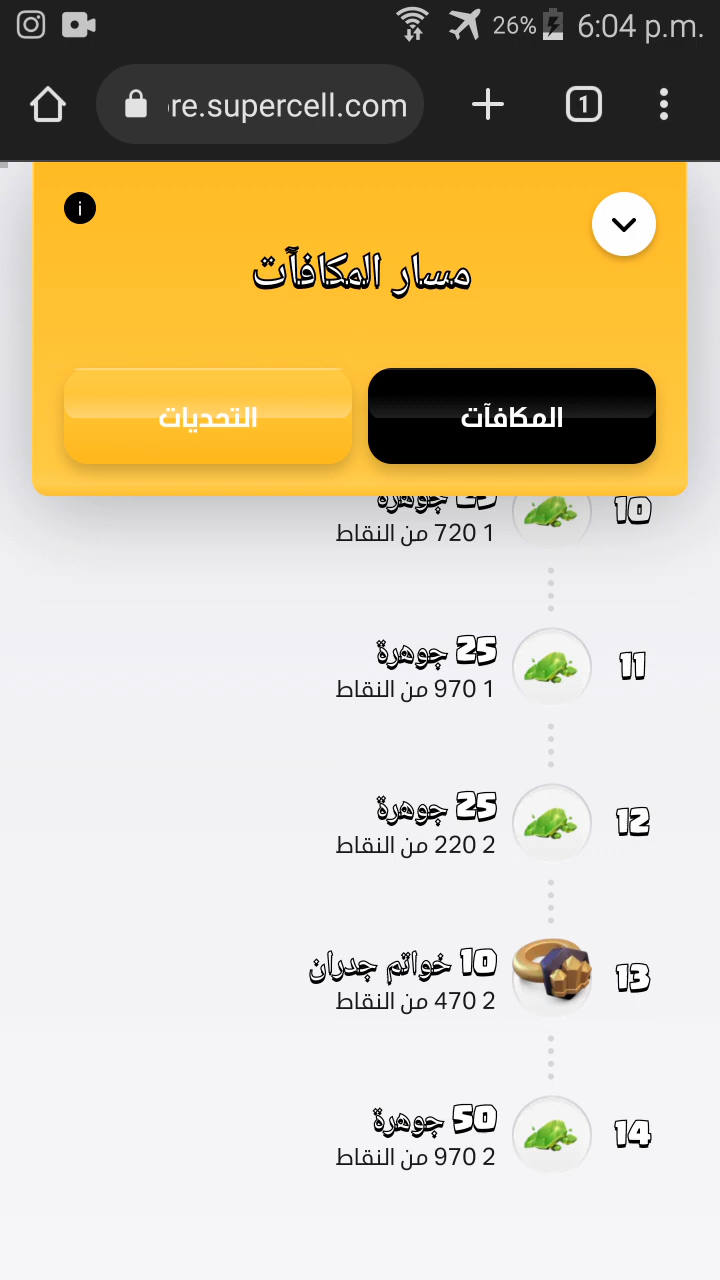 26% 6:04 p.m.
re.supercell.com 1
i
مسار المكافآت
المكافآت
التحديات
10
25 جوهرة
1 720 من النقاط
11
25 جوهرة
1 970 من النقاط
12
25 جوهرة
2 220 من النقاط
13
10 خواتم جدران
2 470 من النقاط
14
50 جوهرة
2 970 من النقاط